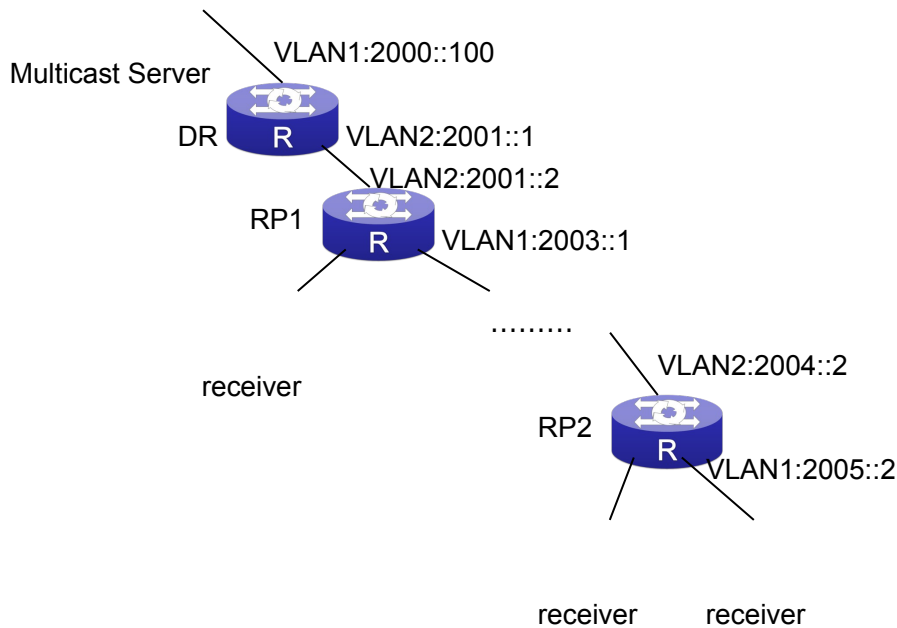 VLAN1:2000::100
Multicast Server
DR
R
VLAN2:2001::1
VLAN2:2001::2
RP1
R
VLAN1:2003::1
.........
receiver
VLAN2:2004::2
RP2
R
VLAN1:2005::2
receiver receiver